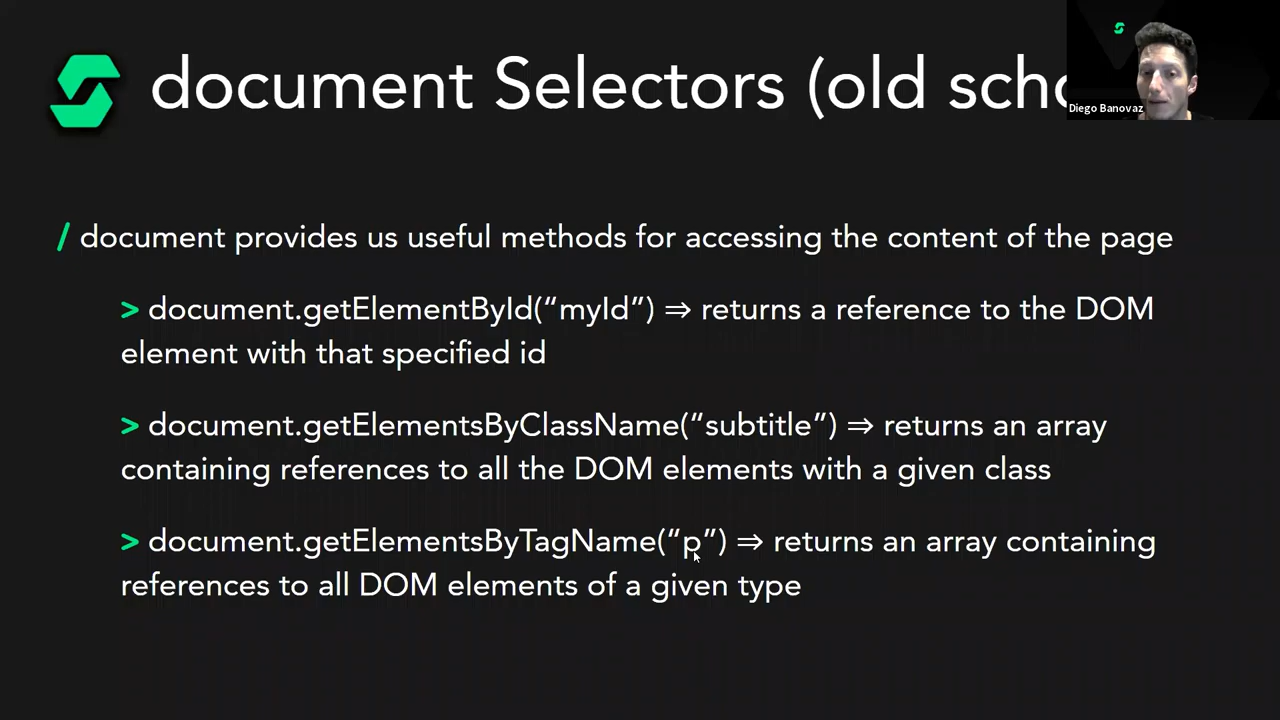 document Selectors (old scho
Diego Banovaz
/ document provides us useful methods for accessing the content of the page
> document.getElementById(“myId”) ⇒ returns a reference to the DOM
element with that specified id
> document.getElementsByClassName(“subtitle”) ⇒ returns an array
containing references to all the DOM elements with a given class
> document.getElementsByTagName(“p”) ⇒ returns an array containing
references to all DOM elements of a given type